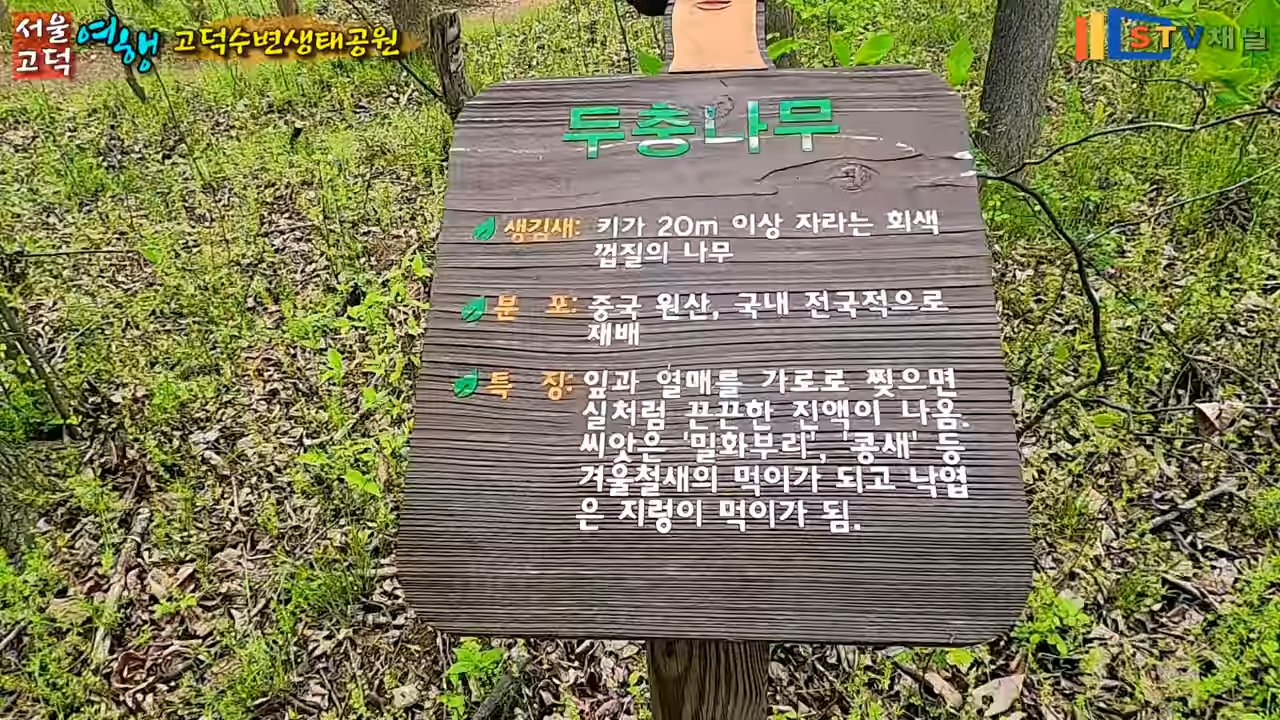 서울
고덕
여행
고덕수변생태공원
STV채널
두충나무
생김새: 키가 20m 이상 자라는 회색
껍질의 나무
분 포: 중국 원산, 국내 전국적으로
재배
특 징: 잎과 열매를 가로로 찢으면
실처럼 끈끈한 진액이 나옴.
씨앗은 '밀화부리', '콩새' 등
겨울철새의 먹이가 되고 낙엽
은 지렁이 먹이가 됨.